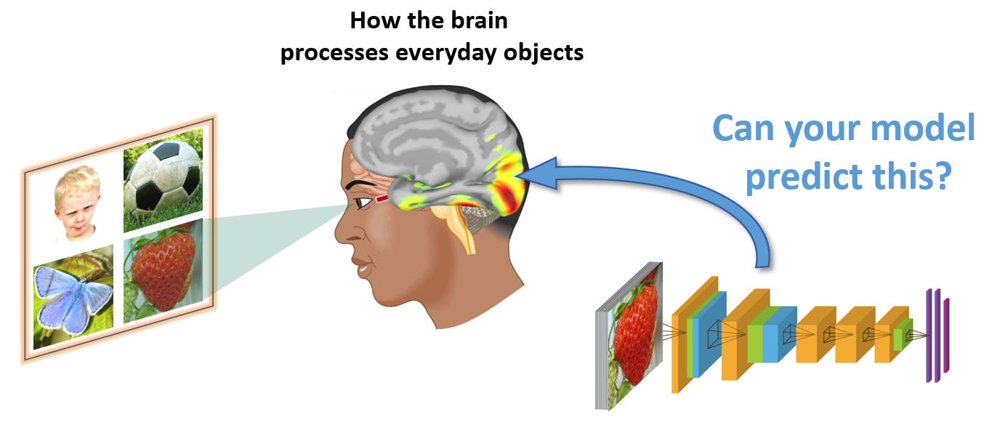 How the brain
processes everyday objects
Can your model
predict this?